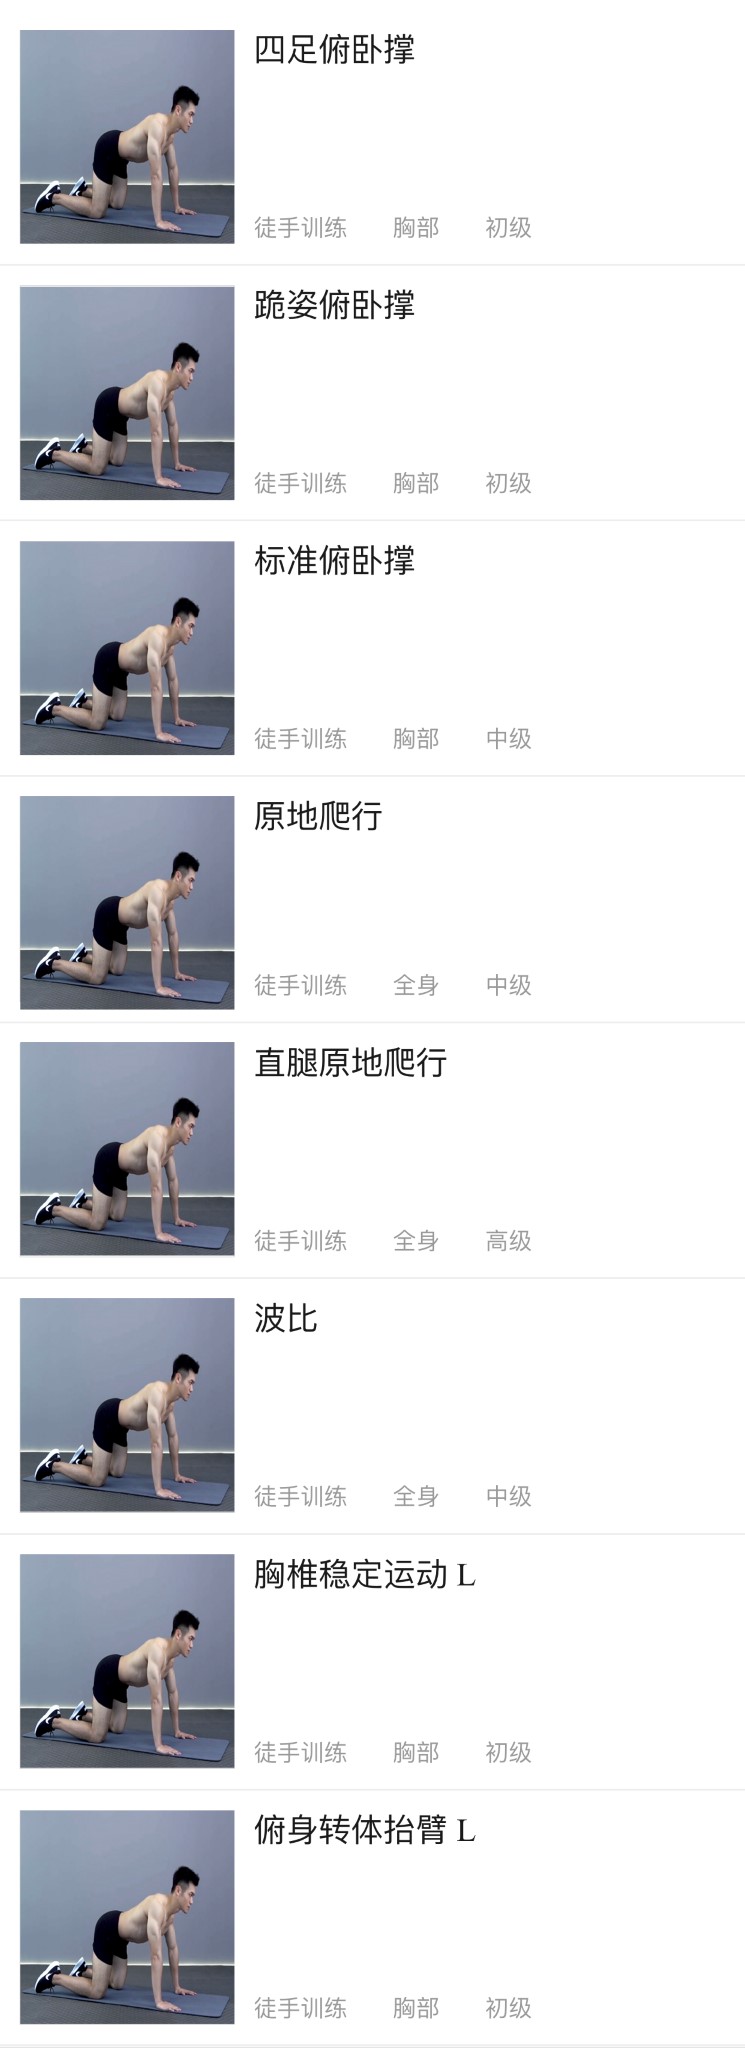 四足俯卧撑
徒手训练 胸部 初级
跪姿俯卧撑
徒手训练 胸部 初级
标准俯卧撑
徒手训练 胸部 中级
原地爬行
徒手训练 全身 中级
直腿原地爬行
徒手训练 全身 高级
波比
徒手训练 全身 中级
胸椎稳定运动 L
徒手训练 胸部 初级
俯身转体抬臂 L
徒手训练 胸部 初级